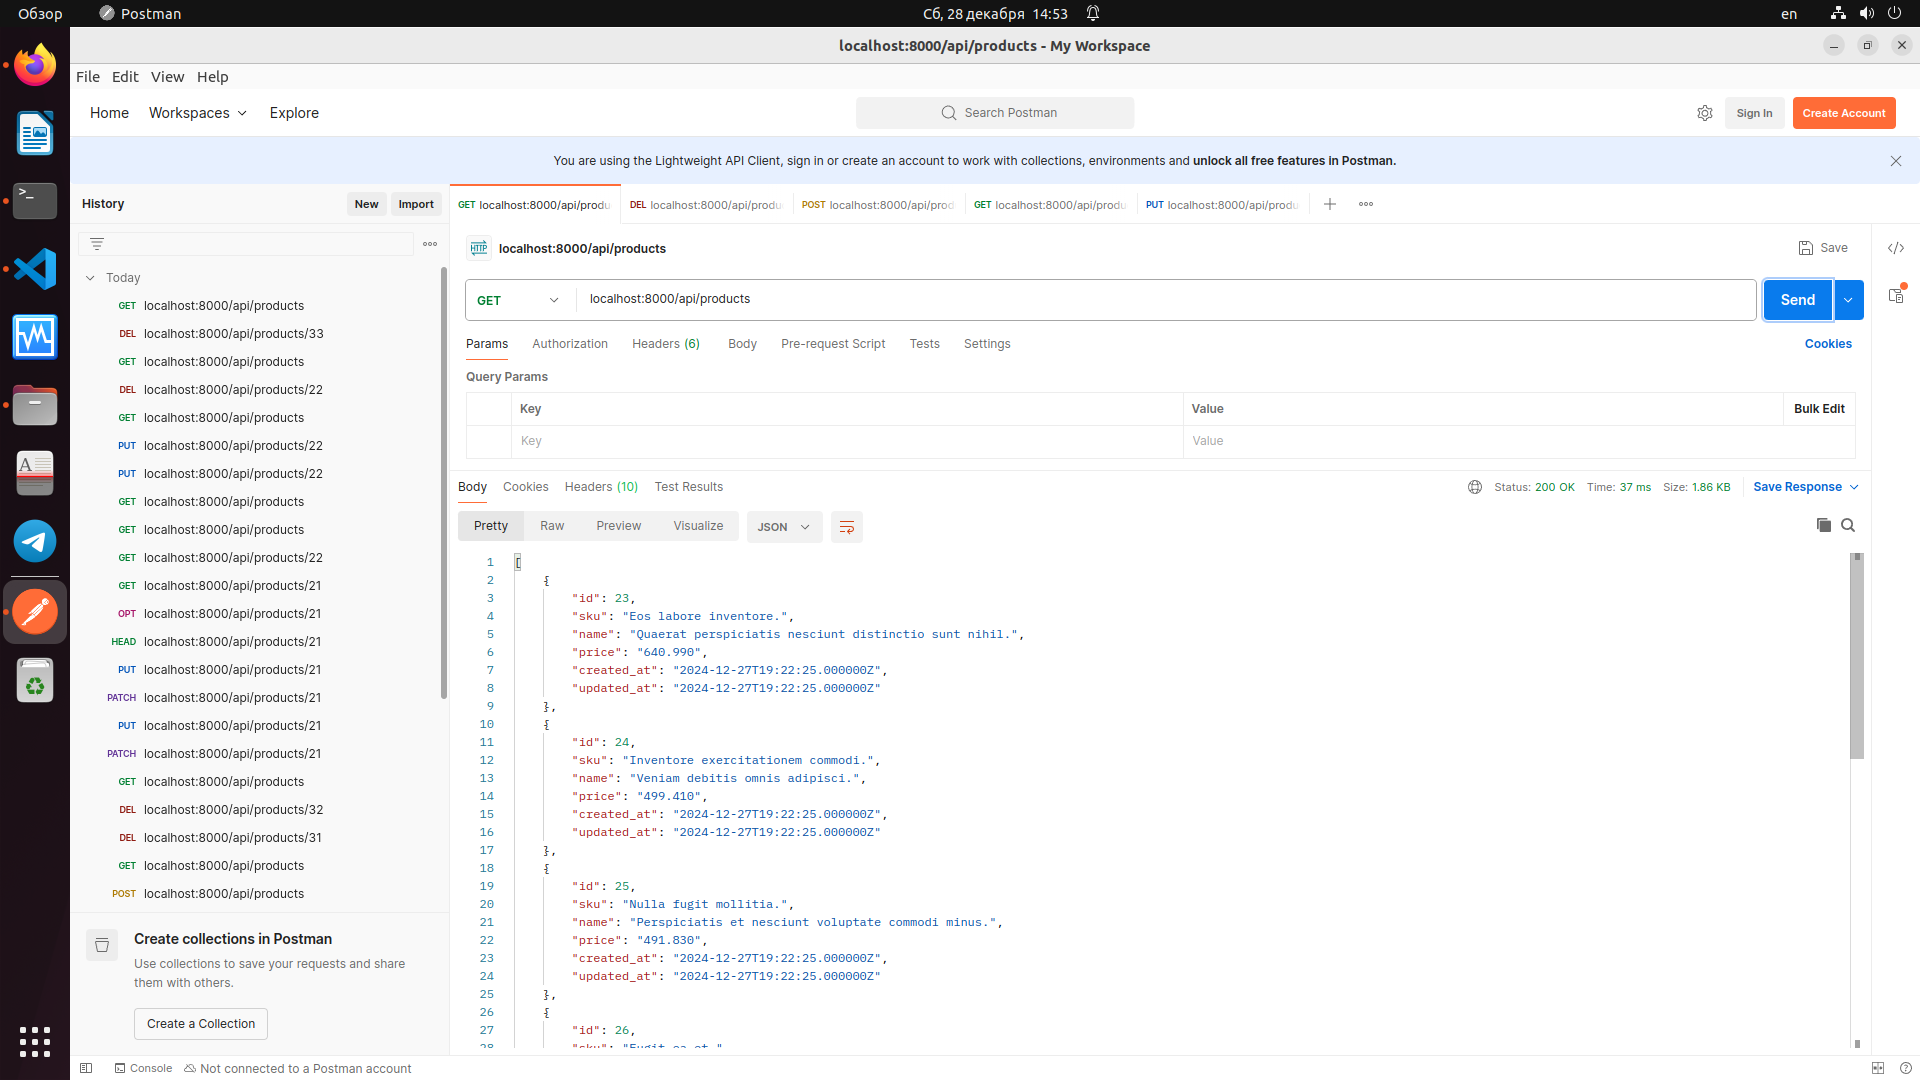 Обзор
Postman
Сб, 28 декабря 14:53
en
localhost:8000/api/products - My Workspace
File Edit View Help
Home Workspaces Explore
Search Postman
Sign In
Create Account
You are using the Lightweight API Client, sign in or create an account to work with collections, environments and unlock all free features in Postman.
History
New
Import
Today
GET localhost:8000/api/products
DEL localhost:8000/api/products/33
GET localhost:8000/api/products
DEL localhost:8000/api/products/22
GET localhost:8000/api/products
PUT localhost:8000/api/products/22
PUT localhost:8000/api/products/22
GET localhost:8000/api/products
GET localhost:8000/api/products
GET localhost:8000/api/products/22
GET localhost:8000/api/products/21
OPT localhost:8000/api/products/21
HEAD localhost:8000/api/products/21
PUT localhost:8000/api/products/21
PATCH localhost:8000/api/products/21
PUT localhost:8000/api/products/21
PATCH localhost:8000/api/products/21
GET localhost:8000/api/products
DEL localhost:8000/api/products/32
DEL localhost:8000/api/products/31
GET localhost:8000/api/products
POST localhost:8000/api/products
Create collections in Postman
Use collections to save your requests and share
them with others.
Create a Collection
GET localhost:8000/api/produ
DEL localhost:8000/api/produ
POST localhost:8000/api/prod
GET localhost:8000/api/produ
PUT localhost:8000/api/produ
HTTP localhost:8000/api/products
Save
GET localhost:8000/api/products
Send
Params Authorization Headers (6) Body Pre-request Script Tests Settings
Cookies
Query Params
Key Value Bulk Edit
Key Value
Body Cookies Headers (10) Test Results
Status: 200 OK Time: 37 ms Size: 1.86 KB
Save Response
Pretty Raw Preview Visualize JSON
1 [
2 {
3 "id": 23,
4 "sku": "Eos labore inventore.",
5 "name": "Quaerat perspiciatis nesciunt distinctio sunt nihil.",
6 "price": "640.990",
7 "created_at": "2024-12-27T19:22:25.000000Z",
8 "updated_at": "2024-12-27T19:22:25.000000Z"
9 },
10 {
11 "id": 24,
12 "sku": "Inventore exercitationem commodi.",
13 "name": "Veniam debitis omnis adipisci.",
14 "price": "499.410",
15 "created_at": "2024-12-27T19:22:25.000000Z",
16 "updated_at": "2024-12-27T19:22:25.000000Z"
17 },
18 {
19 "id": 25,
20 "sku": "Nulla fugit mollitia.",
21 "name": "Perspiciatis et nesciunt voluptate commodi minus.",
22 "price": "491.830",
23 "created_at": "2024-12-27T19:22:25.000000Z",
24 "updated_at": "2024-12-27T19:22:25.000000Z"
25 },
26 {
27 "id": 26,
28 "sku": "Fugit ea et."
Console
Not connected to a Postman account